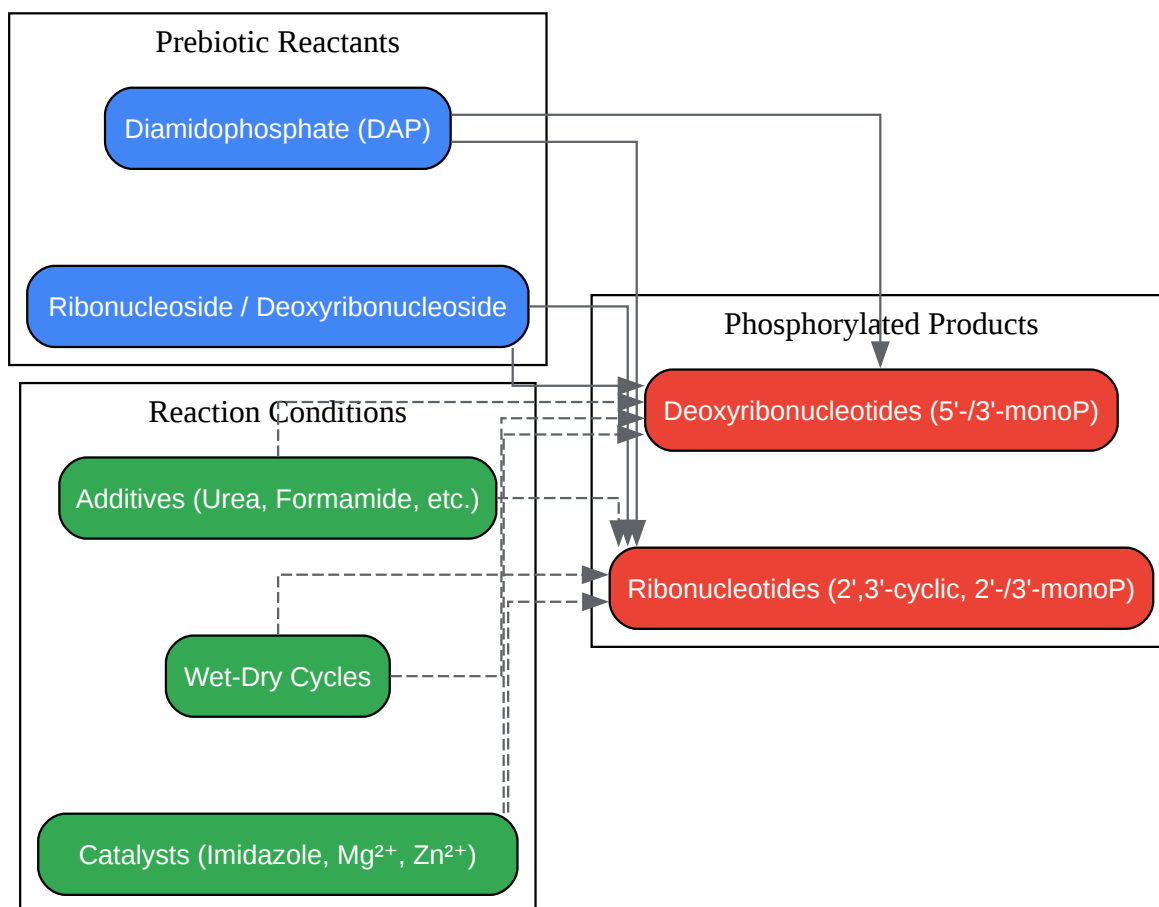 Prebiotic Reactants
Diamidophosphate (DAP)
Ribonucleoside / Deoxyribonucleoside
Phosphorylated Products
Deoxyribonucleotides (5'-/3'-monoP)
Ribonucleotides (2',3'-cyclic, 2'-/3'-monoP)
Reaction Conditions
Additives (Urea, Formamide, etc.)
Wet-Dry Cycles
Catalysts (Imidazole, Mg²⁺, Zn²⁺)